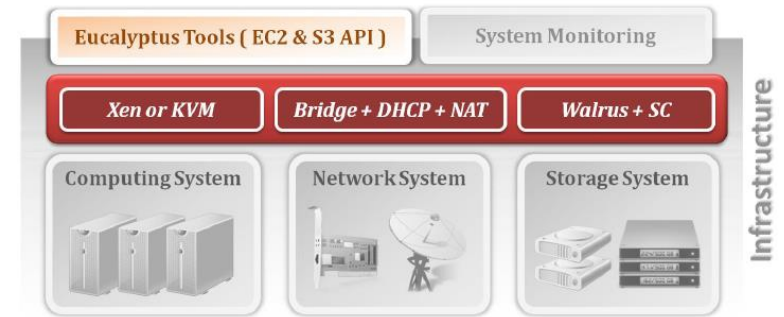 Eucalyptus Tools ( EC2 & S3 API )
System Monitoring
Xen or KVM
Bridge + DHCP + NAT
Walrus + SC
Computing System
Network System
Storage System
Infrastructure